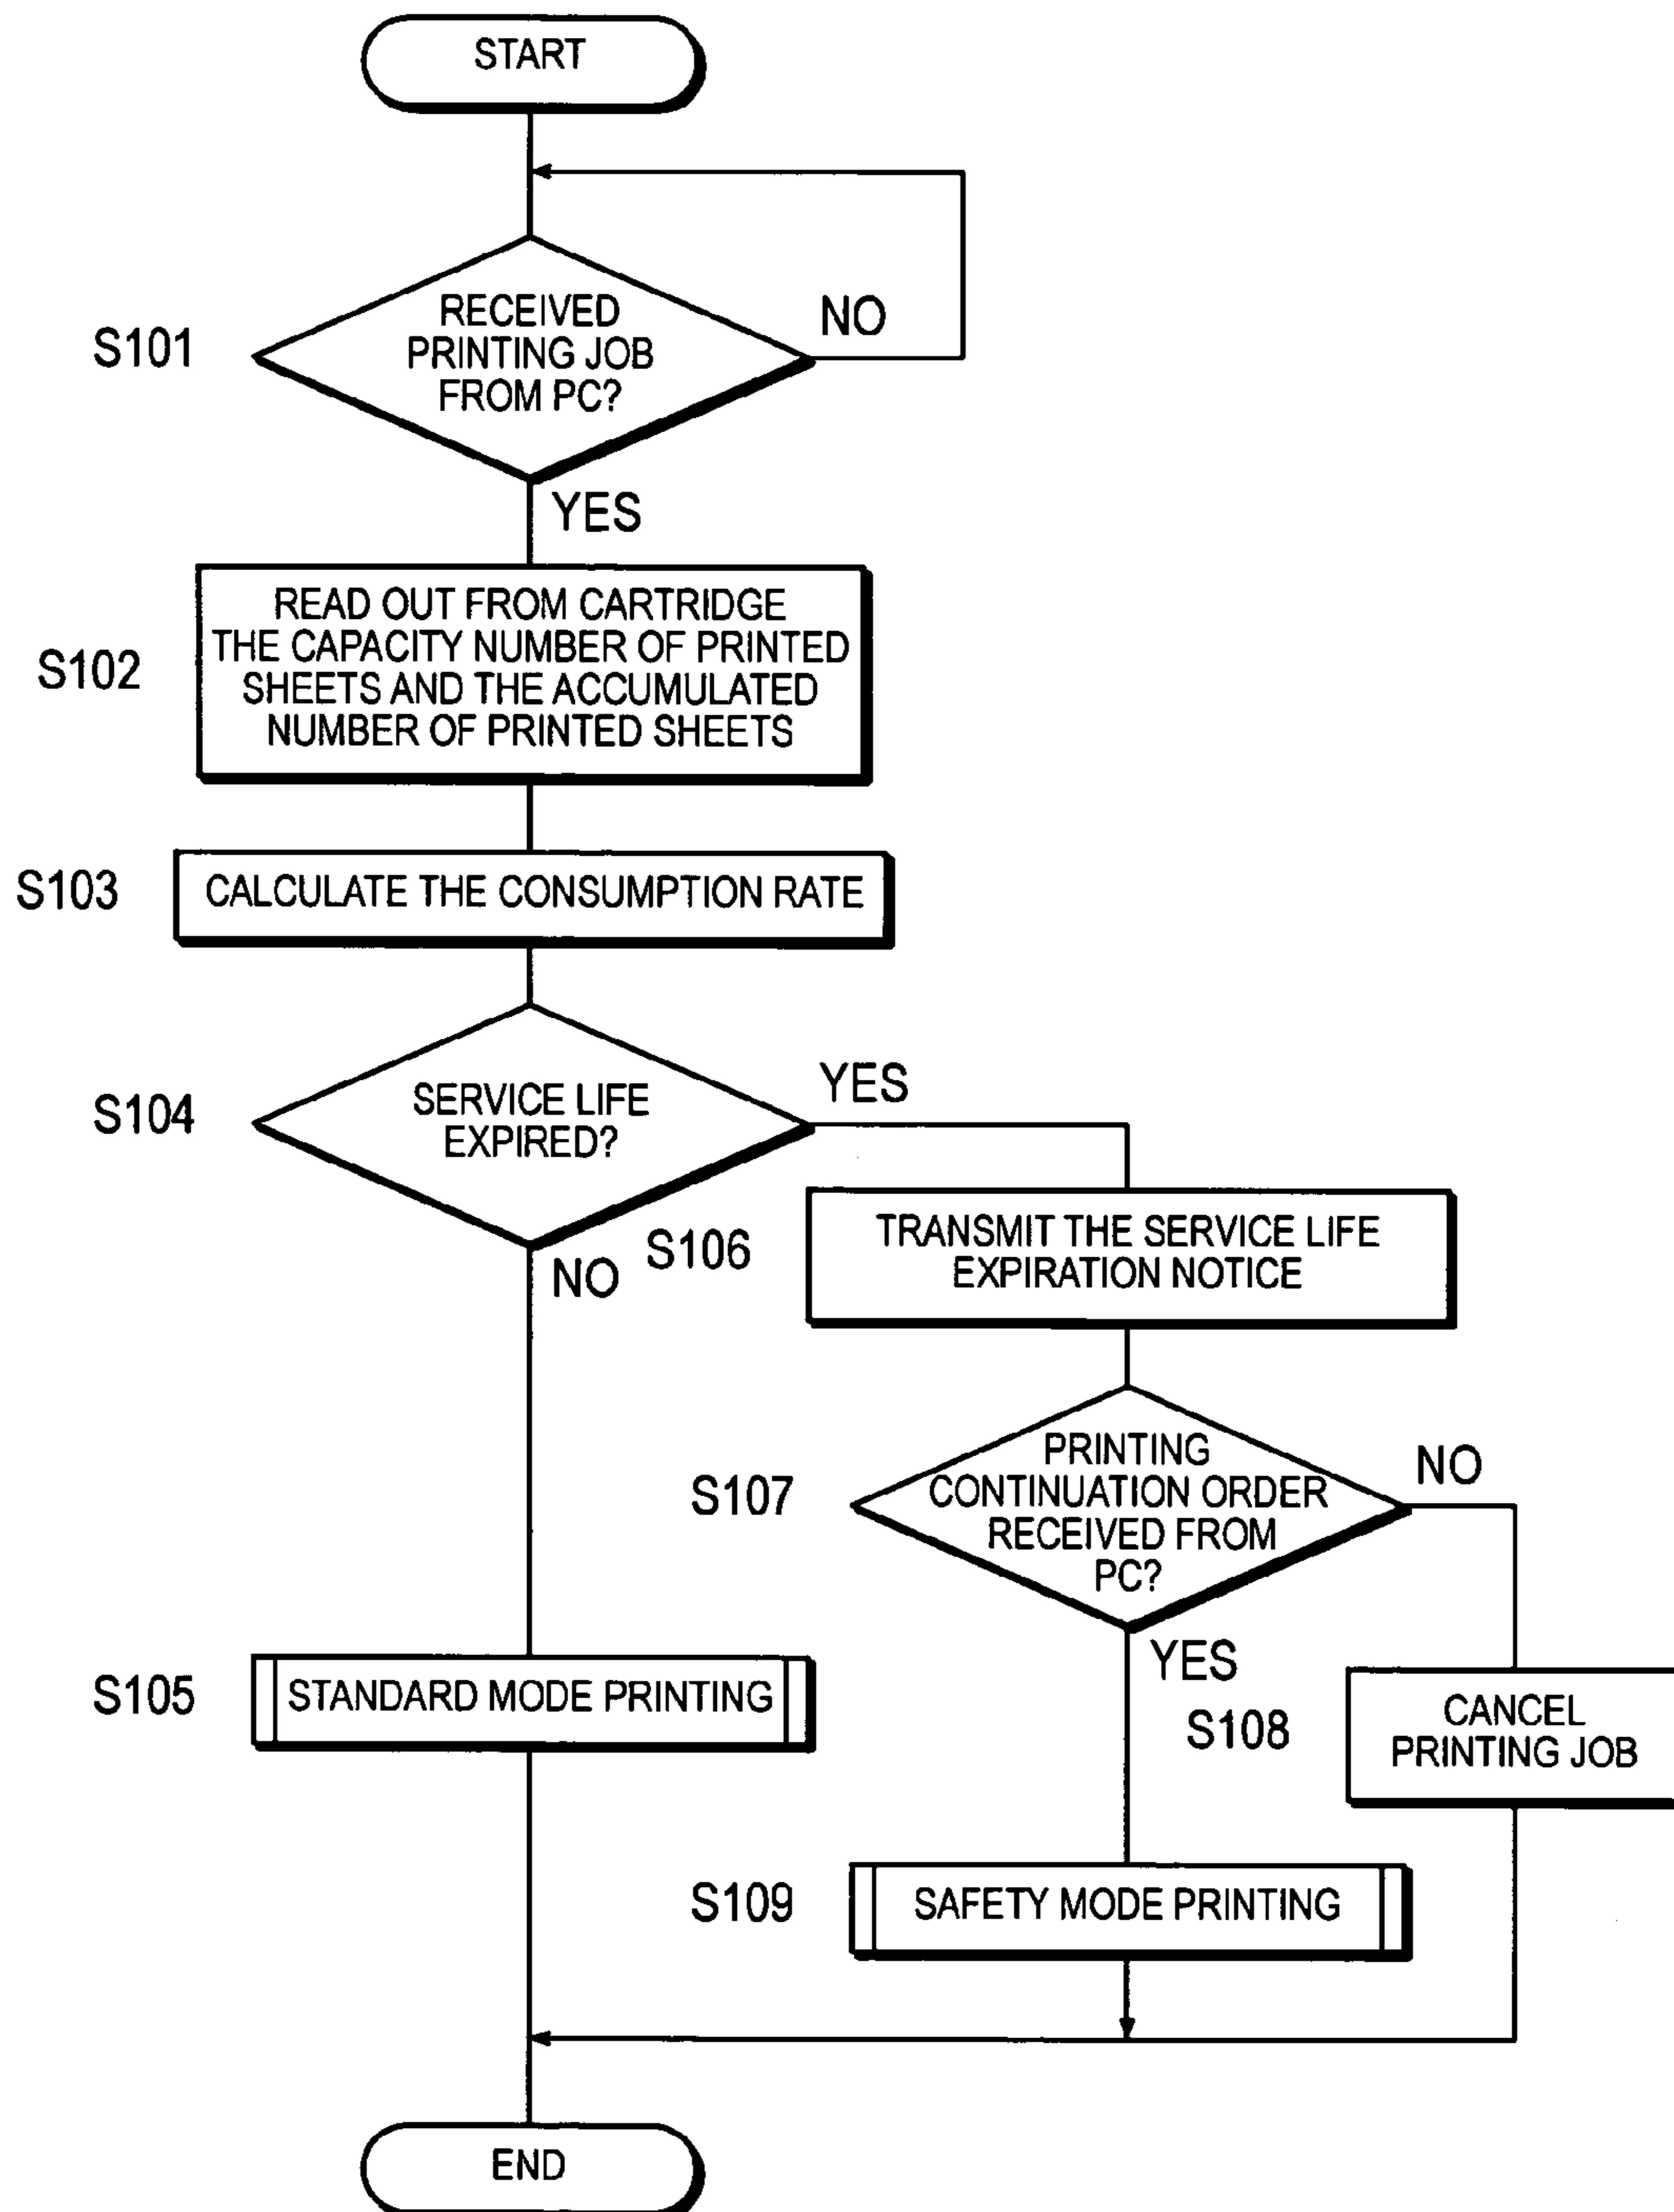 START
S101
RECEIVED
PRINTING JOB
FROM PC?
NO
YES
S102
READ OUT FROM CARTRIDGE
THE CAPACITY NUMBER OF PRINTED
SHEETS AND THE ACCUMULATED
NUMBER OF PRINTED SHEETS
S103
CALCULATE THE CONSUMPTION RATE
S104
SERVICE LIFE
EXPIRED?
YES
NO
S106
TRANSMIT THE SERVICE LIFE
EXPIRATION NOTICE
S107
PRINTING
CONTINUATION ORDER
RECEIVED FROM
PC?
NO
YES
S105
STANDARD MODE PRINTING
S108
CANCEL
PRINTING JOB
S109
SAFETY MODE PRINTING
END